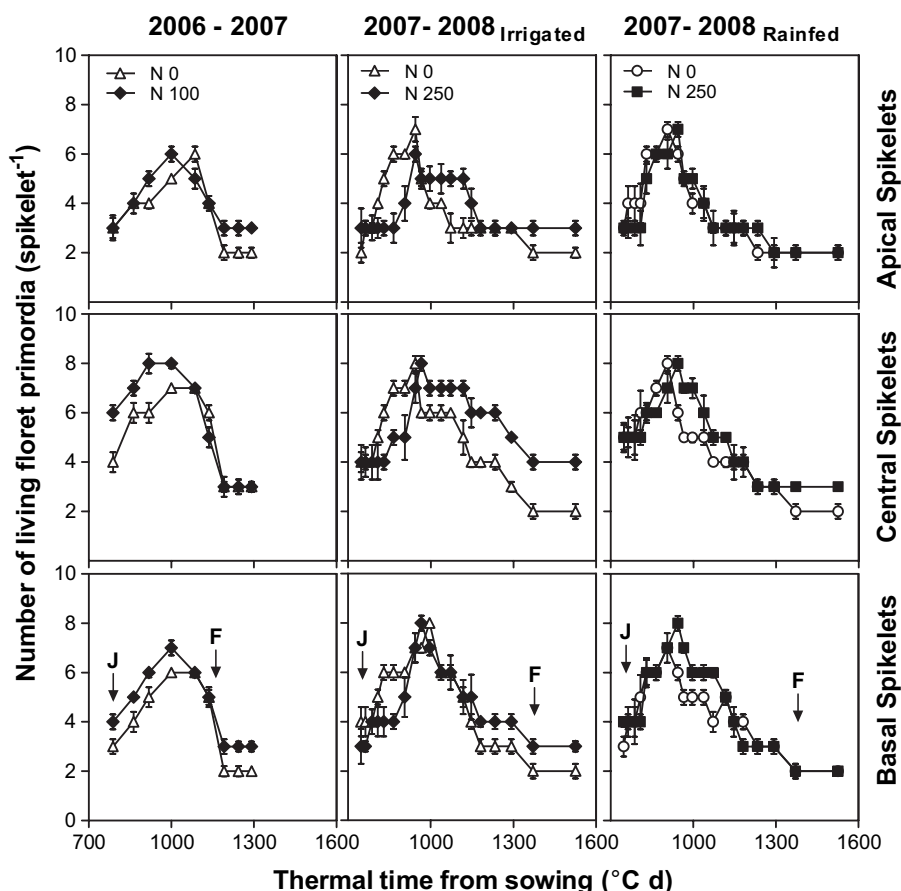 2006 - 2007
2007- 2008 Irrigated
2007- 2008 Rainfed
N 0
N 100
N 0
N 250
N 0
N 250
10
8
6
4
2
Apical Spikelets
10
8
6
4
2
Central Spikelets
10
8
6
4
2
0
Basal Spikelets
J
F
J
F
J
F
700 1000 1300 1600
700 1000 1300 1600
700 1000 1300 1600
Number of living floret primordia (spikelet-1)
Thermal time from sowing (°C d)